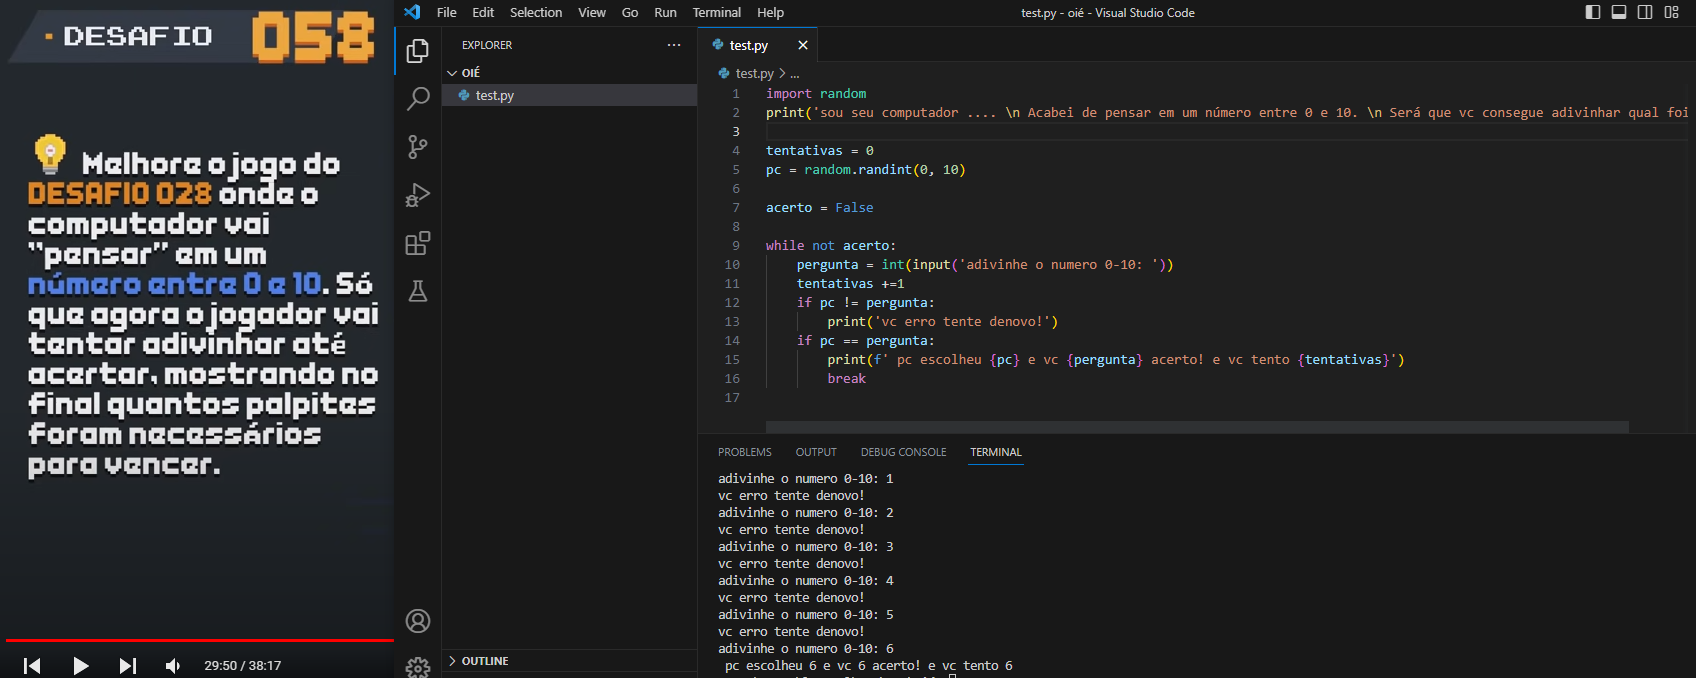 DESAFIO 058
Melhore o jogo do
DESAFIO 028 onde o
computador vai
"pensar" em um
número entre 0 e 10. Só
que agora o jogador vai
tentar adivinhar até
acertar, mostrando no
final quantos palpites
foram necessários
para vencer.
29:50 / 38:17
File Edit Selection View Go Run Terminal Help
test.py - oié - Visual Studio Code
EXPLORER
OIÉ
test.py
OUTLINE
test.py
test.py > ...
1 import random
2 print('sou seu computador .... \n Acabei de pensar em um número entre 0 e 10. \n Será que vc consegue adivinhar qual foi
3
4 tentativas = 0
5 pc = random.randint(0, 10)
6
7 acerto = False
8
9 while not acerto:
10 pergunta = int(input('adivinhe o numero 0-10: '))
11 tentativas +=1
12 if pc != pergunta:
13 print('vc erro tente denovo!')
14 if pc == pergunta:
15 print(f' pc escolheu {pc} e vc {pergunta} acerto! e vc tento {tentativas}')
16 break
17
PROBLEMS OUTPUT DEBUG CONSOLE TERMINAL
adivinhe o numero 0-10: 1
vc erro tente denovo!
adivinhe o numero 0-10: 2
vc erro tente denovo!
adivinhe o numero 0-10: 3
vc erro tente denovo!
adivinhe o numero 0-10: 4
vc erro tente denovo!
adivinhe o numero 0-10: 5
vc erro tente denovo!
adivinhe o numero 0-10: 6
pc escolheu 6 e vc 6 acerto! e vc tento 6